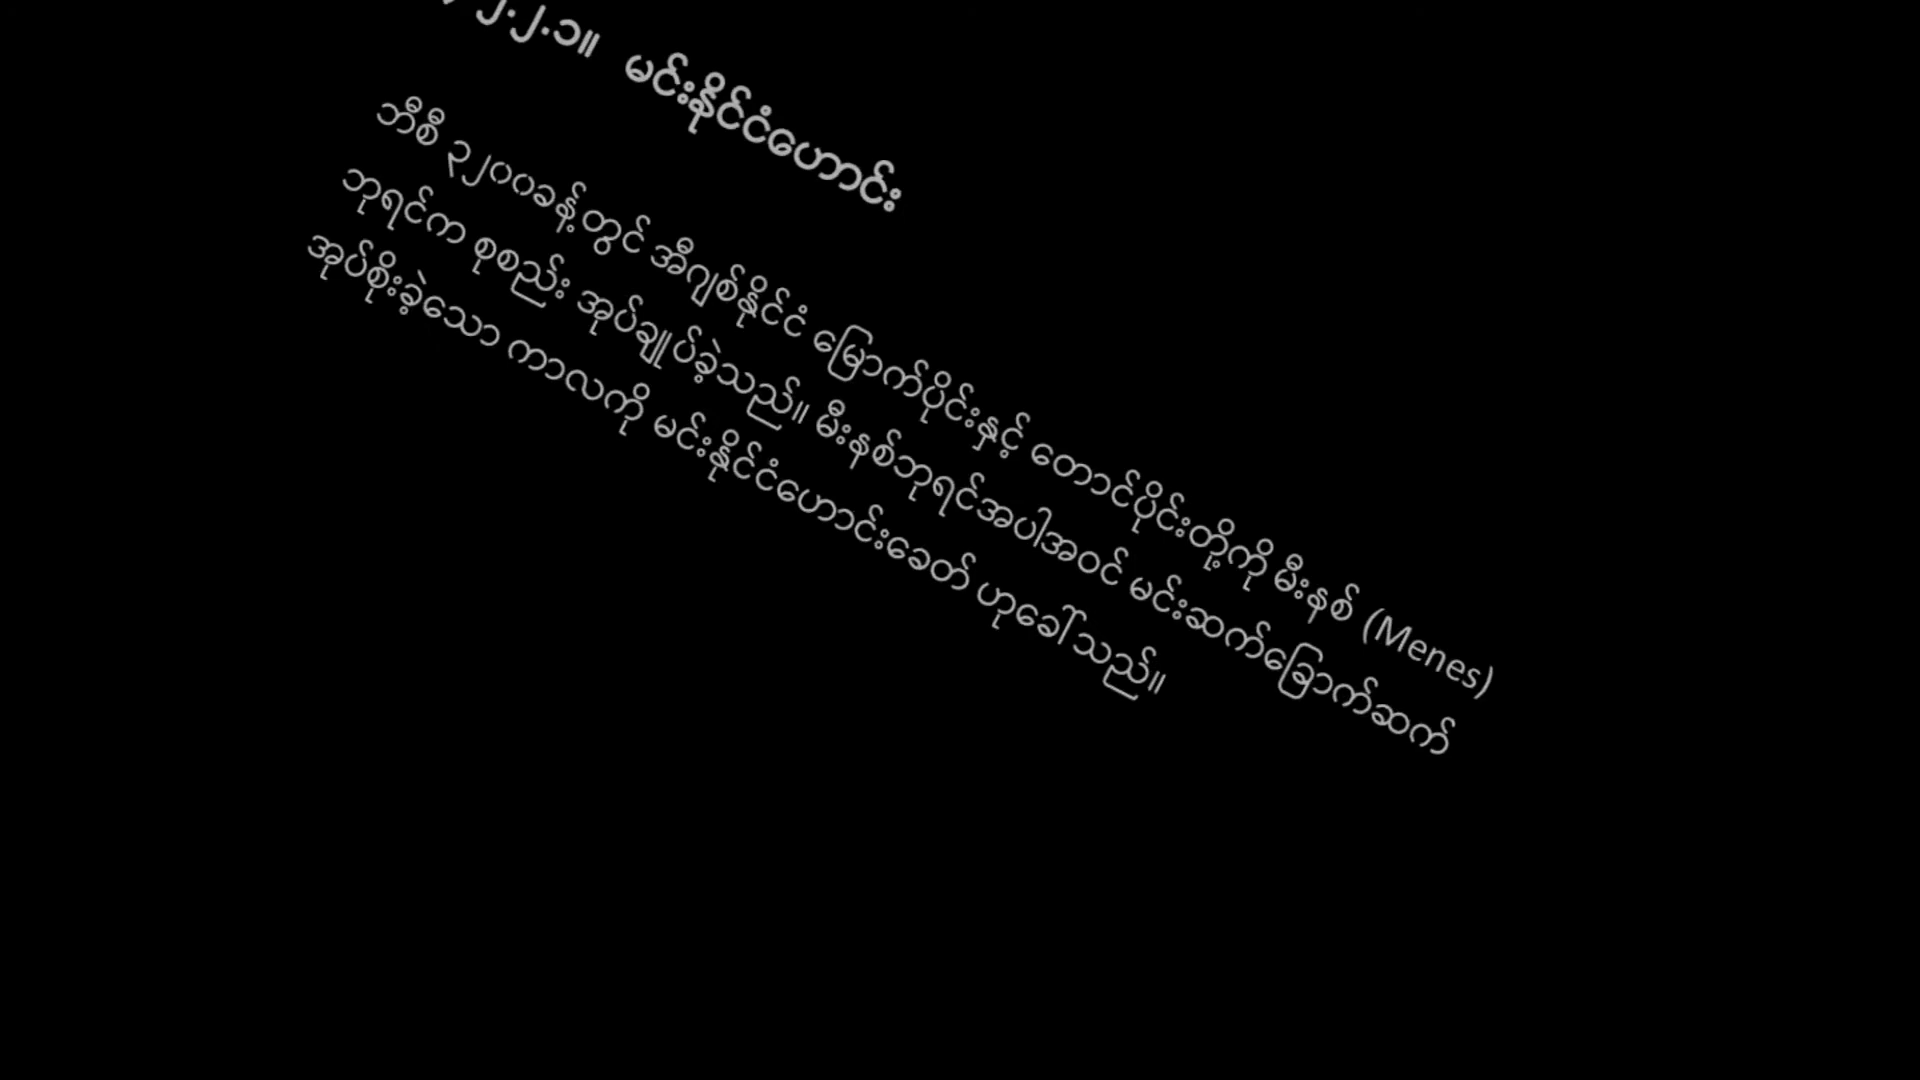 ၂.၂.၁။ မင်းနိုင်ငံဟောင်း
ဘီစီ ၃၂၀၀ခန့်တွင် အီဂျစ်နိုင်ငံ မြောက်ပိုင်းနှင့် တောင်ပိုင်းတို့ကို မီးနစ် (Menes)
ဘုရင်က စုစည်း အုပ်ချုပ်ခဲ့သည်။ မီးနစ်ဘုရင်အပါအဝင် မင်းဆက်ခြောက်ဆက်
အုပ်စိုးခဲ့သော ကာလကို မင်းနိုင်ငံဟောင်းခေတ် ဟုခေါ်သည်။